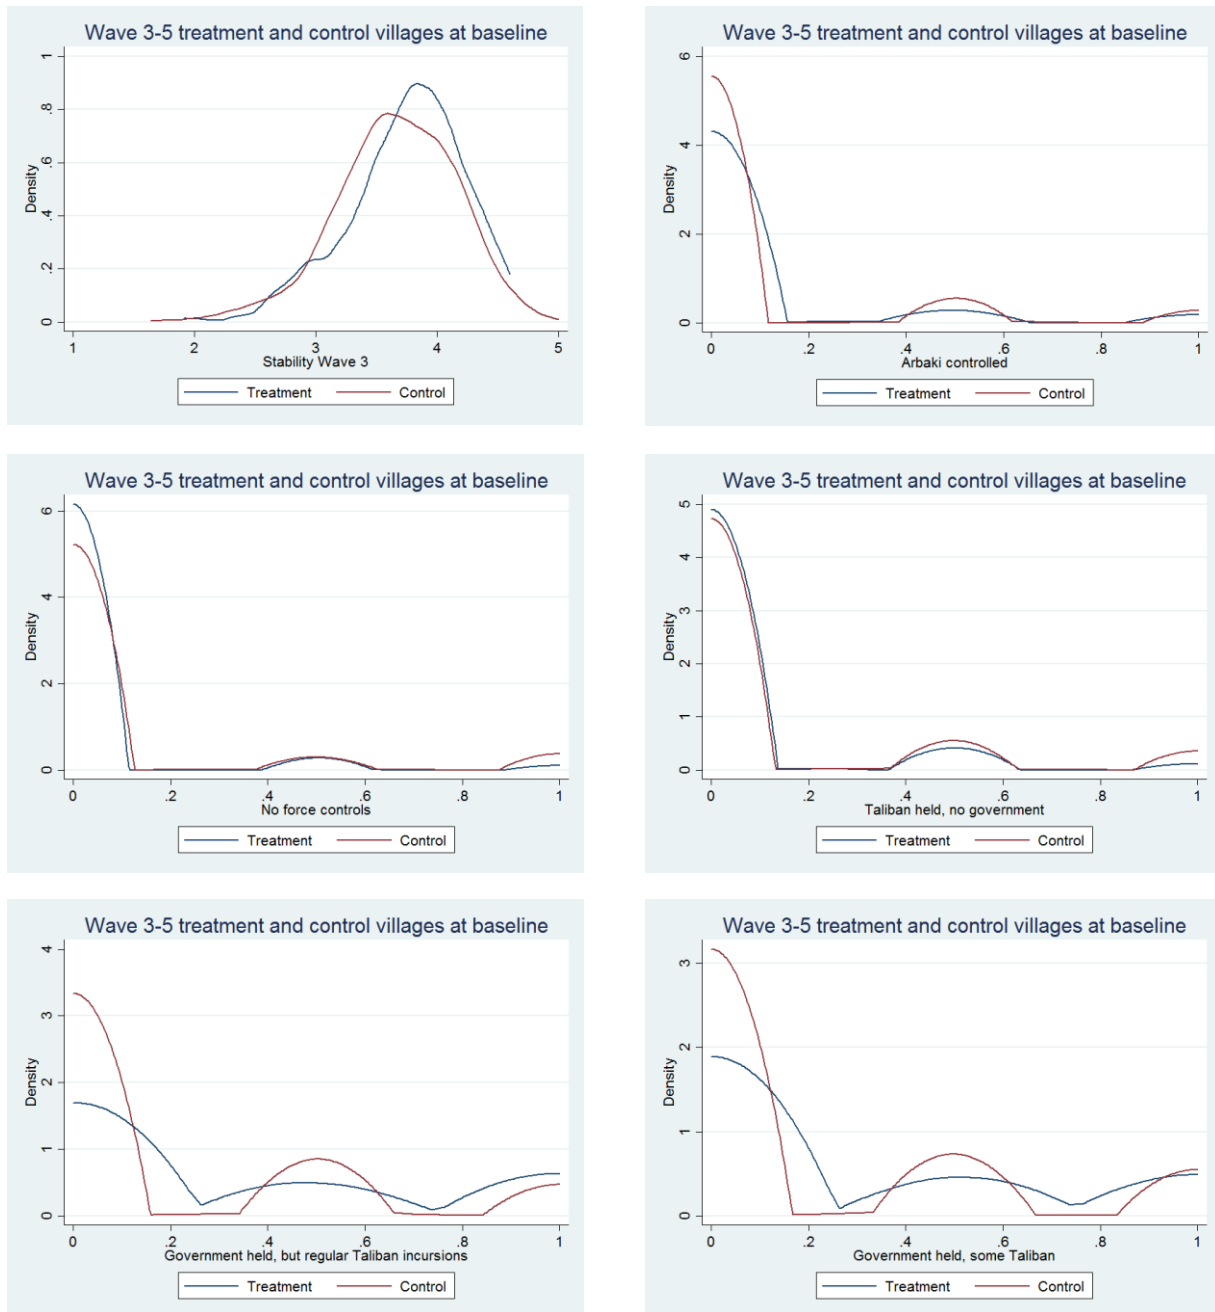 Wave 3-5 treatment and control villages at baseline
Density
0
.2
.4
.6
.8
1
1
2
3
4
5
Stability Wave 3
Treatment
Control
Wave 3-5 treatment and control villages at baseline
Density
0
2
4
6
0
.2
.4
.6
.8
1
Arbaki controlled
Treatment
Control
Wave 3-5 treatment and control villages at baseline
Density
0
2
4
6
0
.2
.4
.6
.8
1
No force controls
Treatment
Control
Wave 3-5 treatment and control villages at baseline
Density
0
1
2
3
4
5
0
.2
.4
.6
.8
1
Taliban held, no government
Treatment
Control
Wave 3-5 treatment and control villages at baseline
Density
0
1
2
3
4
0
.2
.4
.6
.8
1
Government held, but regular Taliban incursions
Treatment
Control
Wave 3-5 treatment and control villages at baseline
Density
0
1
2
3
0
.2
.4
.6
.8
1
Government held, some Taliban
Treatment
Control